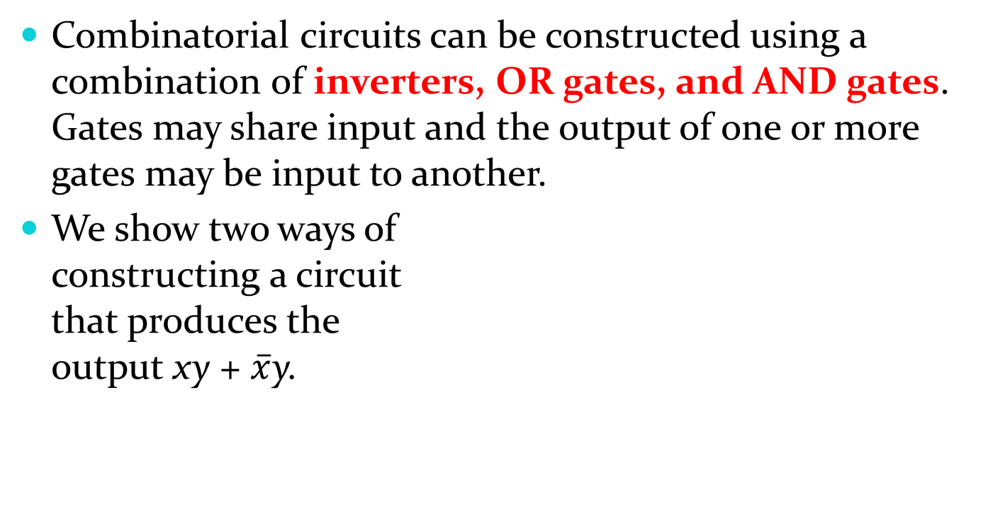 • Combinatorial circuits can be constructed using a
combination of inverters, OR gates, and AND gates.
Gates may share input and the output of one or more
gates may be input to another.
• We show two ways of
constructing a circuit
that produces the
output xy + x̄y.